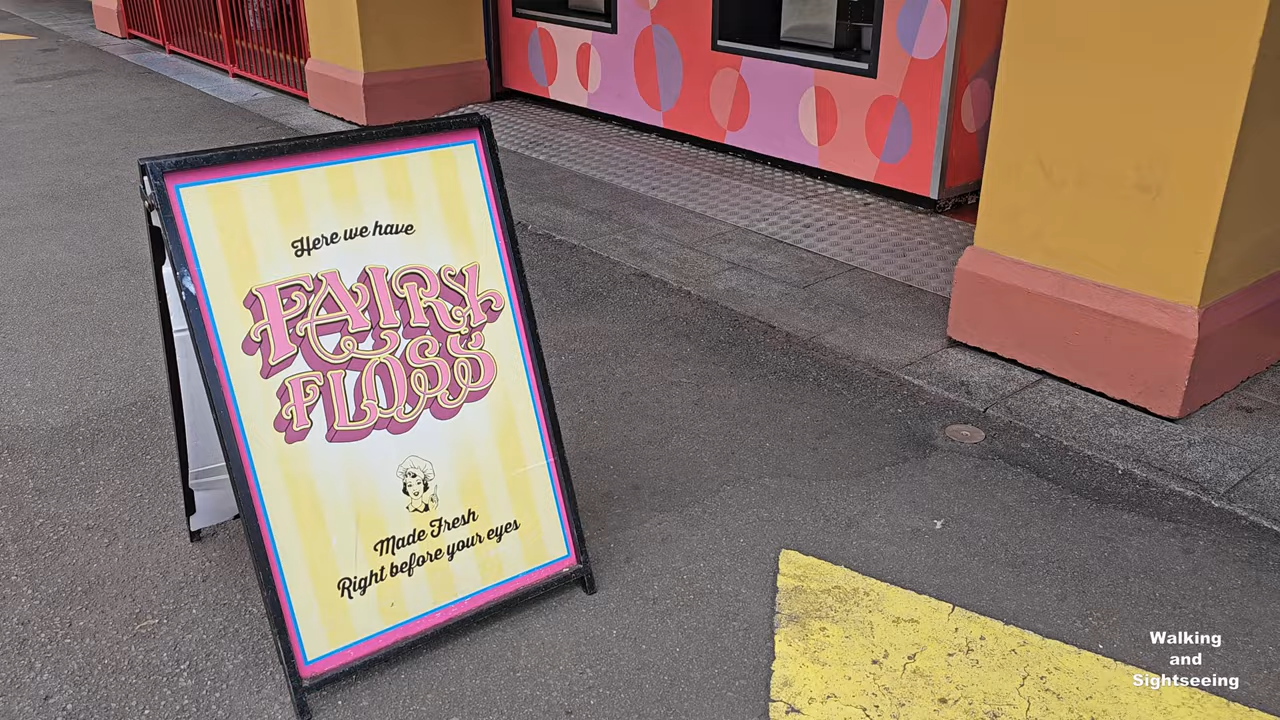 Here we have
FAIRY
FLOSS
Made Fresh
Right before your eyes
Walking
and
Sightseeing